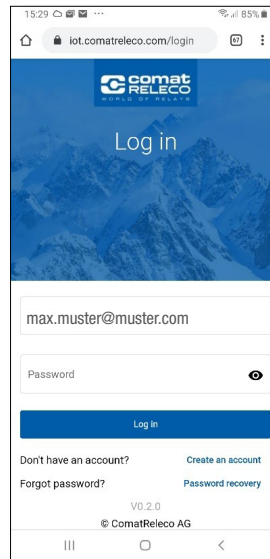 15:29 85%
iot.comatreleco.com/login 67
comat
RELECO
WORLD OF RELAYS
Log in
max.muster@muster.com
Password
Log in
Don't have an account? Create an account
Forgot password? Password recovery
V0.2.0
© ComatReleco AG